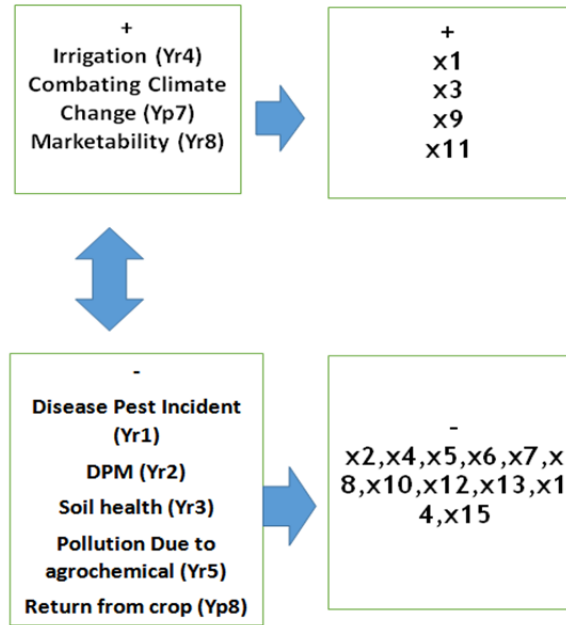 +
Irrigation (Yr4)
Combating Climate
Change (Yp7)
Marketability (Yr8)
+
x1
x3
x9
x11
-
Disease Pest Incident
(Yr1)
DPM (Yr2)
Soil health (Yr3)
Pollution Due to
agrochemical (Yr5)
Return from crop (Yp8)
-
x2,x4,x5,x6,x7,x
8,x10,x12,x13,x1
4,x15